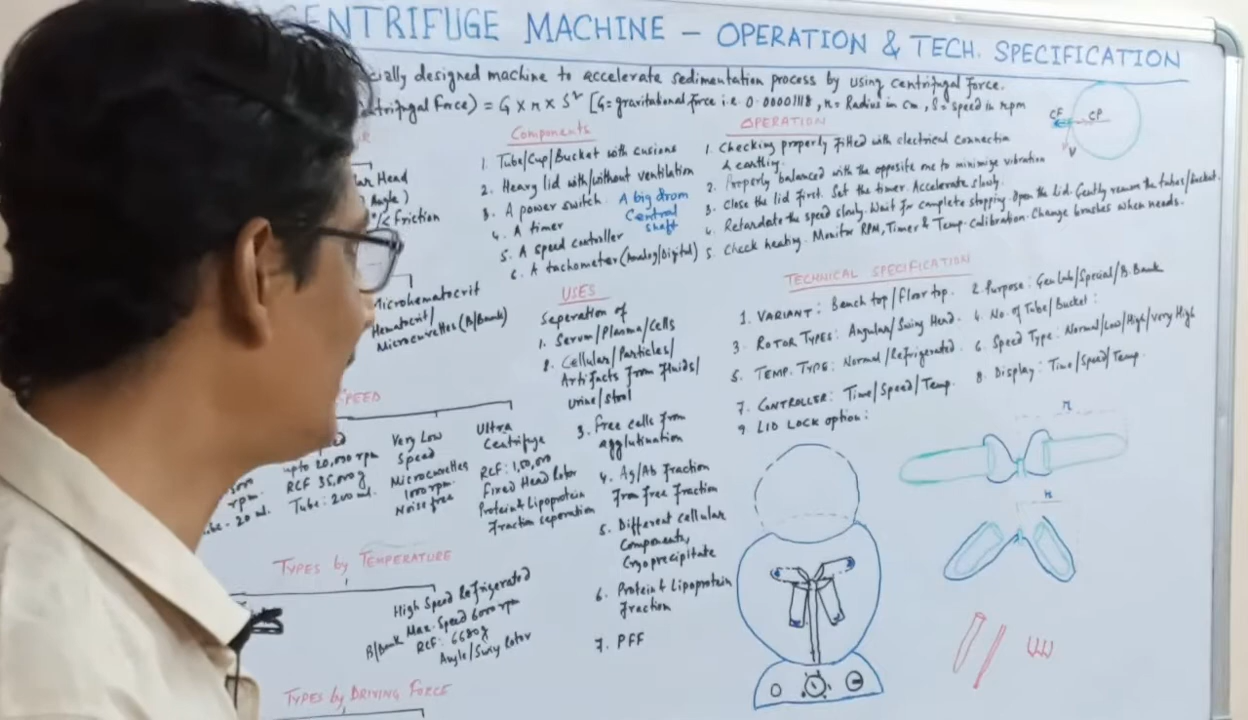 CENTRIFUGE MACHINE – OPERATION & TECH. SPECIFICATION
cially designed machine to accelerate sedimentation process by using centrifugal force.
centrifugal force) = G X r X S² [G= gravitational force i.e. 0.00001118, r= Radius in cm, S= speed in rpm
CF CP
V
lar Head
Angle)
°/< Friction
Microhematocrit
Hematocrit/
Microcuvettes (B/Bank)
SPEED
upto 20,000 rpm
RCF 35,000g
Tube: 200 ml.
rpm.
Tube - 20 ml.
Very Low
Speed
Microcuvettes
1000 rpm.
Noise free
Ultra
Centrifuge
RCF: 1,50,000
Fixed Head Rotor
Protein & Lipoprotein
Fraction seperation
TYPES by TEMPERATURE
High Speed Refrigerated
B/Bank Max. Speed 6000 rpm
RCF: 6680g
Angle/Swing Rotor
TYPES by DRIVING FORCE
Components
1. Tube/Cup/Bucket with cusions
2. Heavy lid with/without ventilation
3. A power switch
4. A timer
5. A speed controller
6. A tachometer (Analog/Digital)
A big drom
Central
shaft
USES
Seperation of
1. Serum/Plasma/Cells
2. Cellular/Particles/
Artifacts from fluids/
urine/stool
3. Free cells from
agglutination
4. Ag/Ab Fraction
From free fraction
5. Different cellular
Components,
Cryoprecipitate
6. Protein & Lipoprotein
fraction
7. PFF
OPERATION
1. Checking properly fitted with electrical connection
& earthing.
2. Properly balanced with the opposite one to minimize vibration
3. Close the lid first. Set the timer. Accelerate slowly.
4. Retardate the speed slowly. Wait for complete stopping. Open the lid. Gently remove the tubes/bucket.
5. Check heating. Monitor RPM, Timer & Temp. Calibration. Change brushes when needs.
TECHNICAL SPECIFICATION
1. VARIANT: Bench top/Floor top. 2. Purpose: Gen Lab/Special/B.Bank
3. ROTOR TYPES: Angular/Swing Head. 4. No. of Tube/Bucket:
5. TEMP. TYPE: Normal/Refrigerated. 6. Speed Type: Normal/Low/High/Very High
7. CONTROLLER: Time/Speed/Temp. 8. Display: Time/Speed/Temp.
9. LID LOCK option:
r
r